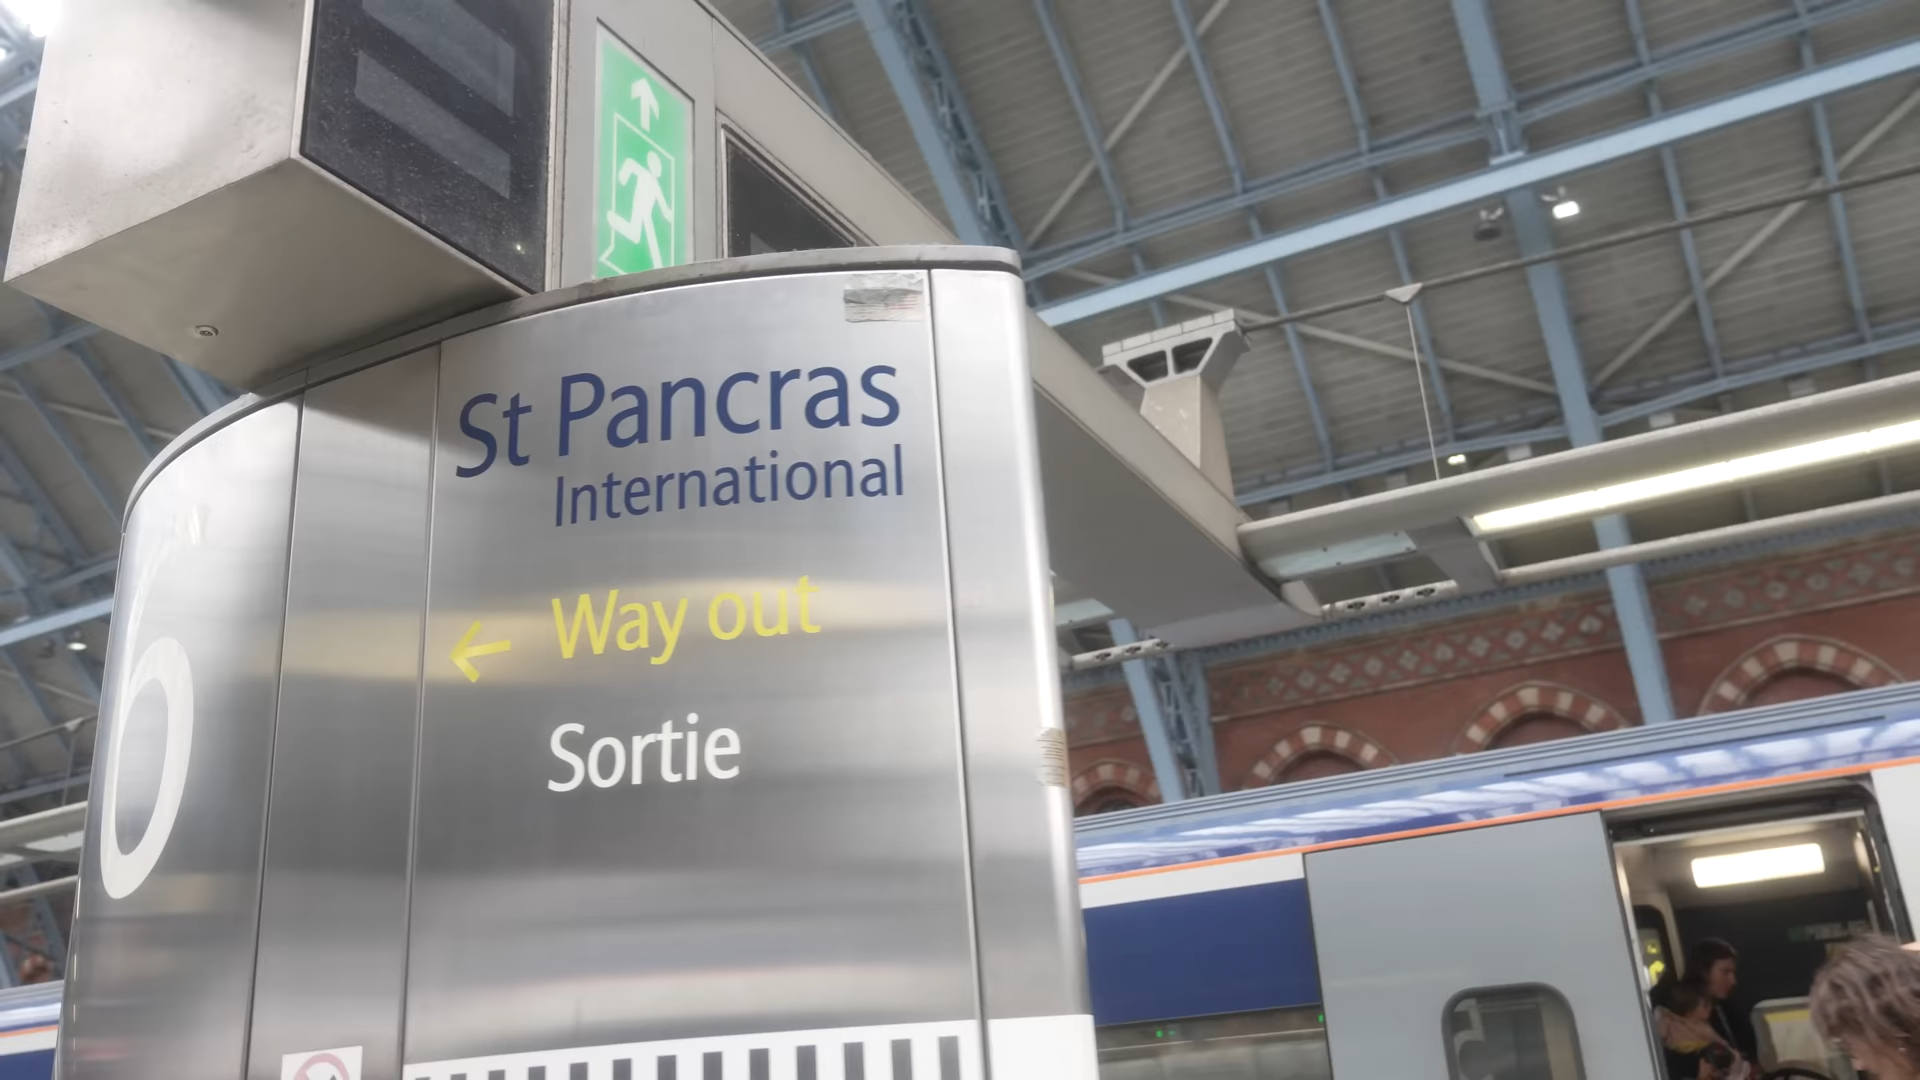 St Pancras
International
← Way out
Sortie
6